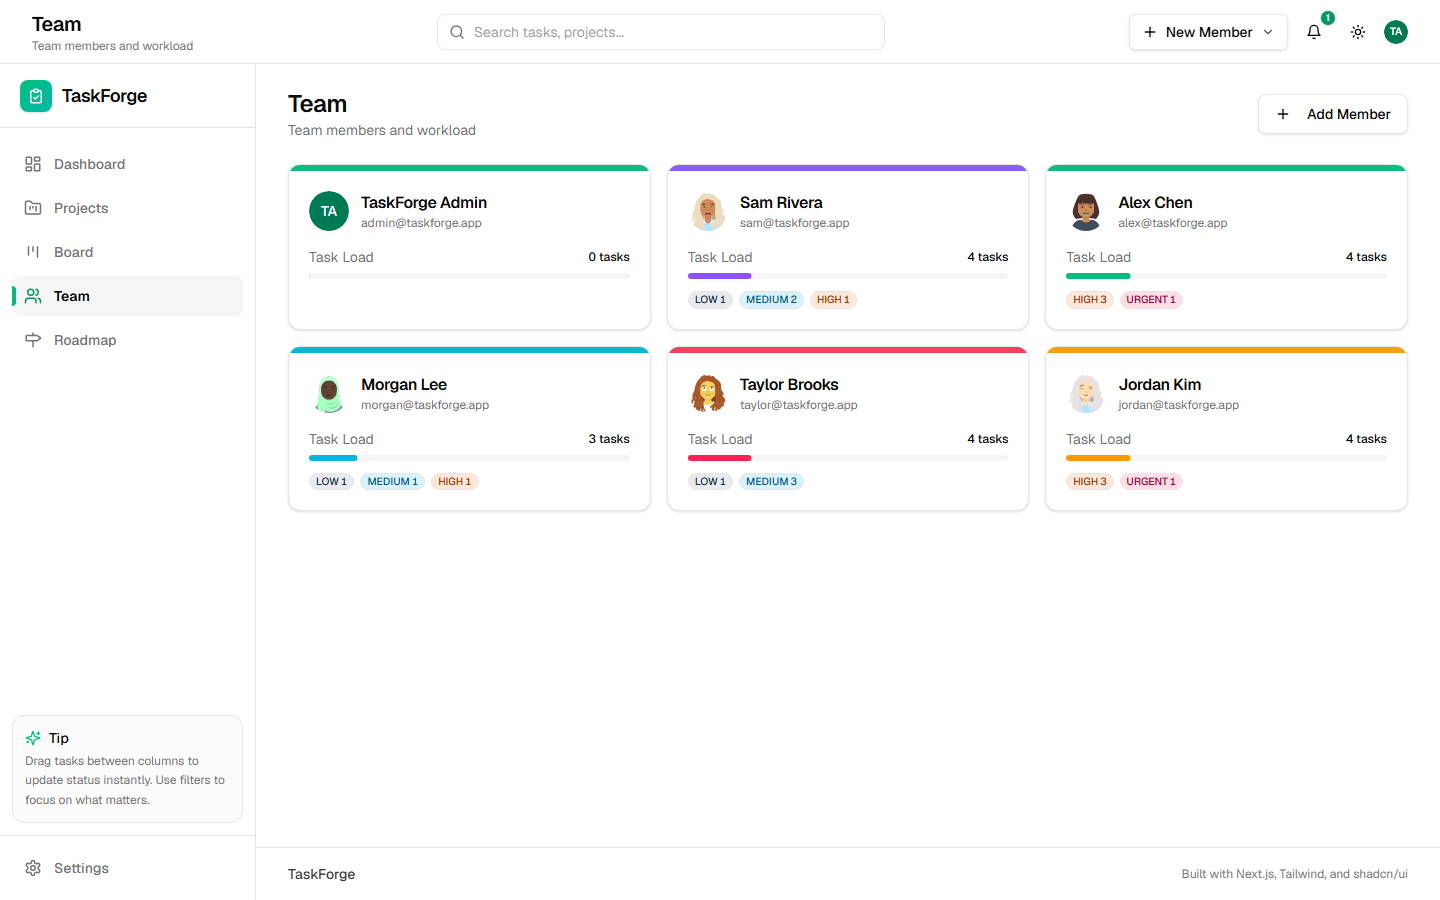 Team
Team members and workload
Search tasks, projects...
New Member
1
TA
TaskForge
Dashboard
Projects
Board
Team
Roadmap
Tip
Drag tasks between columns to
update status instantly. Use filters to
focus on what matters.
Settings
Team
Team members and workload
Add Member
TA
TaskForge Admin
admin@taskforge.app
Task Load
0 tasks
Sam Rivera
sam@taskforge.app
Task Load
4 tasks
LOW 1 MEDIUM 2 HIGH 1
Alex Chen
alex@taskforge.app
Task Load
4 tasks
HIGH 3 URGENT 1
Morgan Lee
morgan@taskforge.app
Task Load
3 tasks
LOW 1 MEDIUM 1 HIGH 1
Taylor Brooks
taylor@taskforge.app
Task Load
4 tasks
LOW 1 MEDIUM 3
Jordan Kim
jordan@taskforge.app
Task Load
4 tasks
HIGH 3 URGENT 1
TaskForge
Built with Next.js, Tailwind, and shadcn/ui